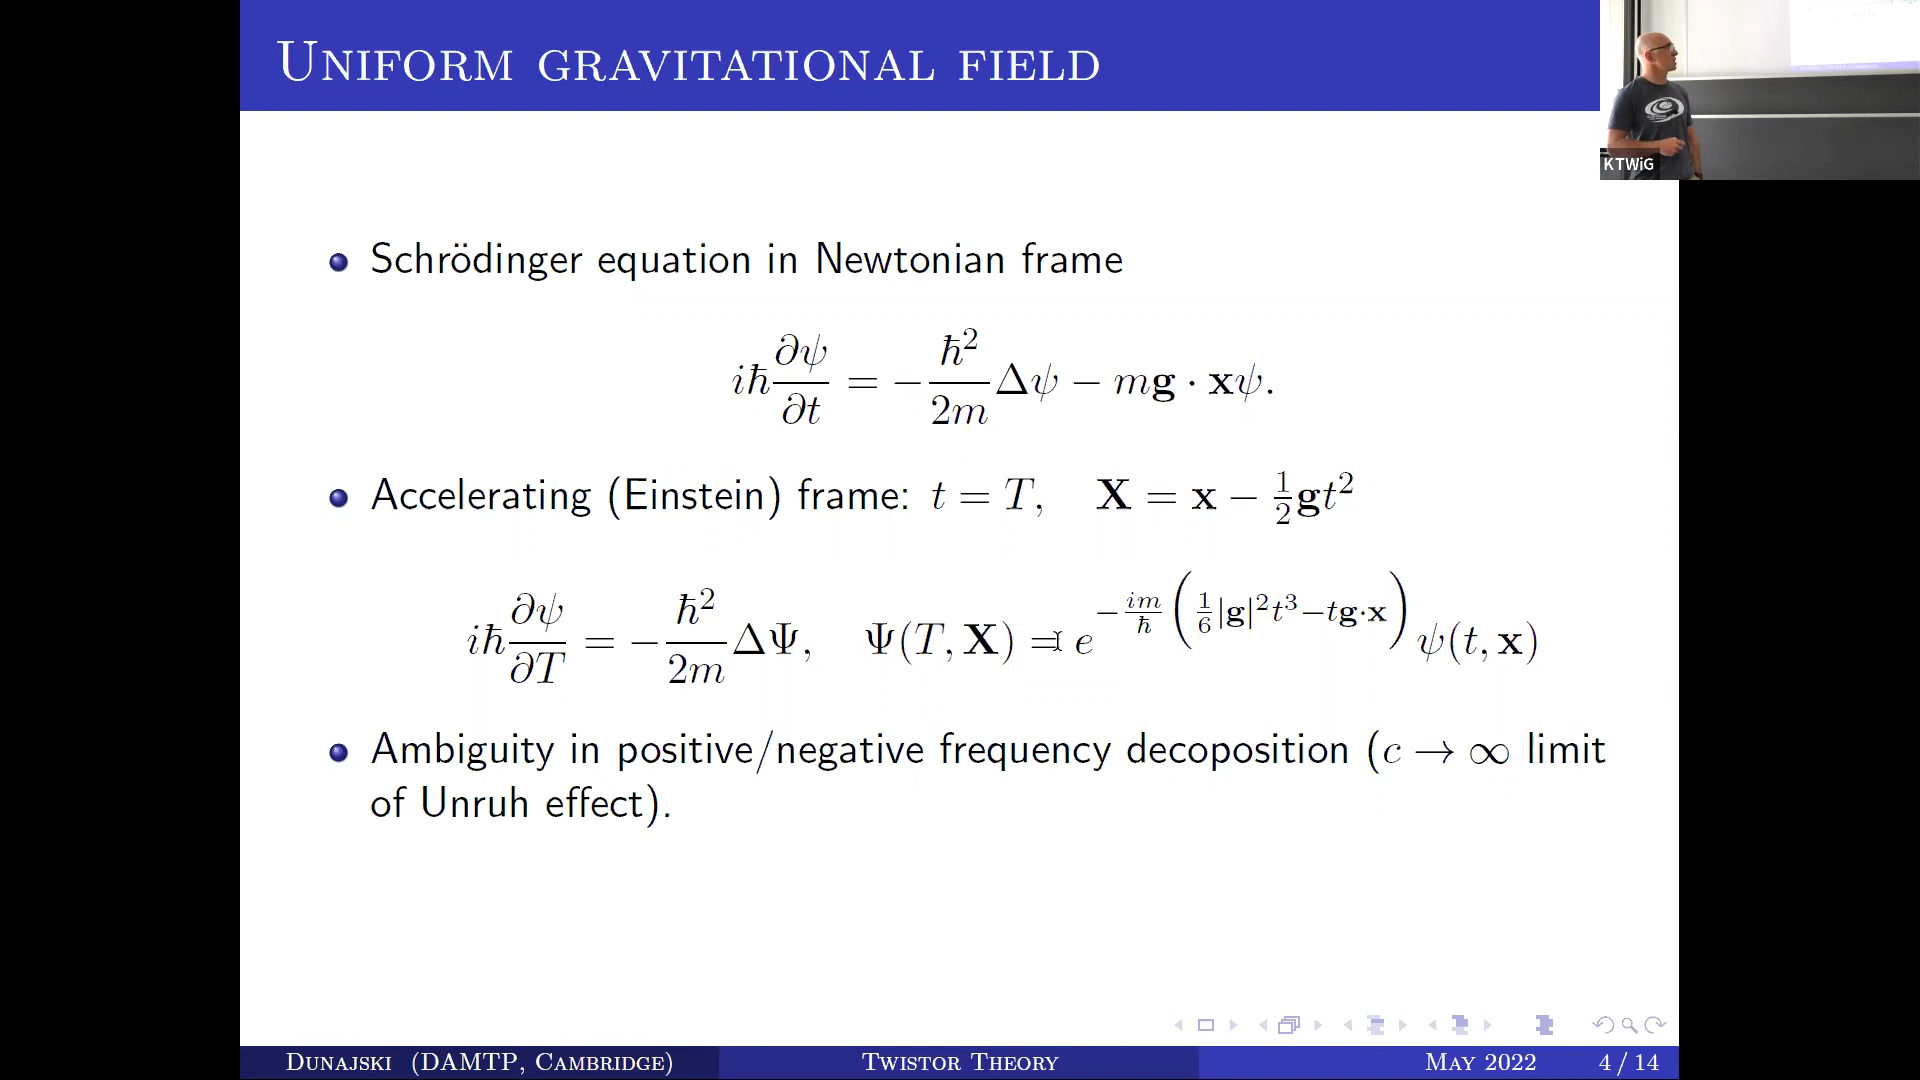 Uniform gravitational field
KTWiG
Schrödinger equation in Newtonian frame
iħ ∂ψ/∂t = −ħ²/2m Δψ − m𝐠 · 𝐱ψ.
Accelerating (Einstein) frame: t = T, 𝐗 = 𝐱 − ½𝐠t²
iħ ∂ψ/∂T = −ħ²/2m ΔΨ, Ψ(T, 𝐗) = e^{−im/ħ (1/6 |𝐠|²t³−t𝐠·𝐱)} ψ(t, 𝐱)
Ambiguity in positive/negative frequency decoposition (c → ∞ limit
of Unruh effect).
Dunajski (DAMTP, Cambridge) Twistor Theory May 2022 4 / 14